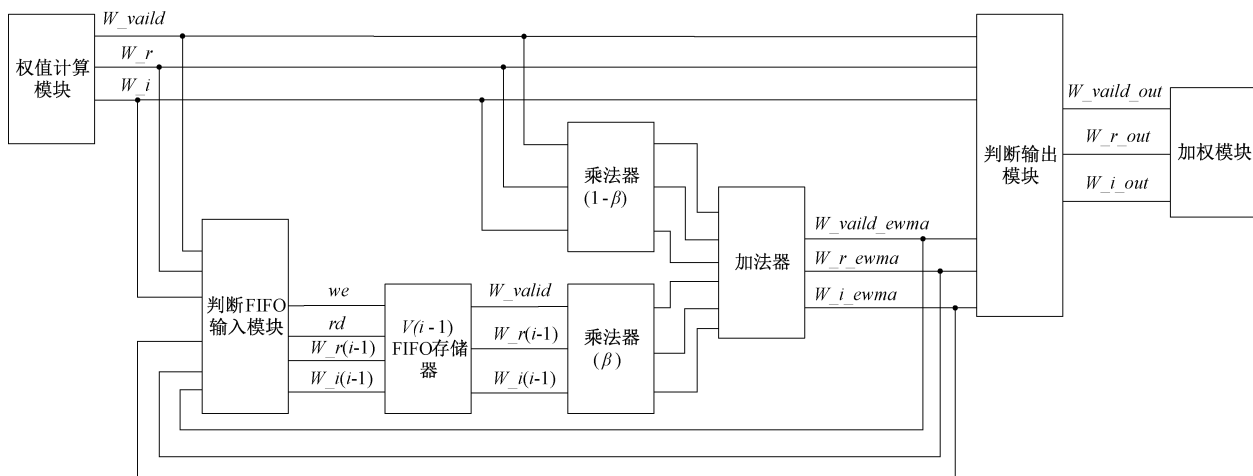 W_vaild
W_r
W_i
权值计算
模块
W_vaild_out
W_r_out
W_i_out
判断输出
模块
加权模块
乘法器
(1-β)
W_vaild_ewma
W_r_ewma
W_i_ewma
加法器
判断FIFO
输入模块
we
rd
W_r(i-1)
W_i(i-1)
V(i-1)
FIFO存储
器
W_valid
W_r(i-1)
W_i(i-1)
乘法器
(β)